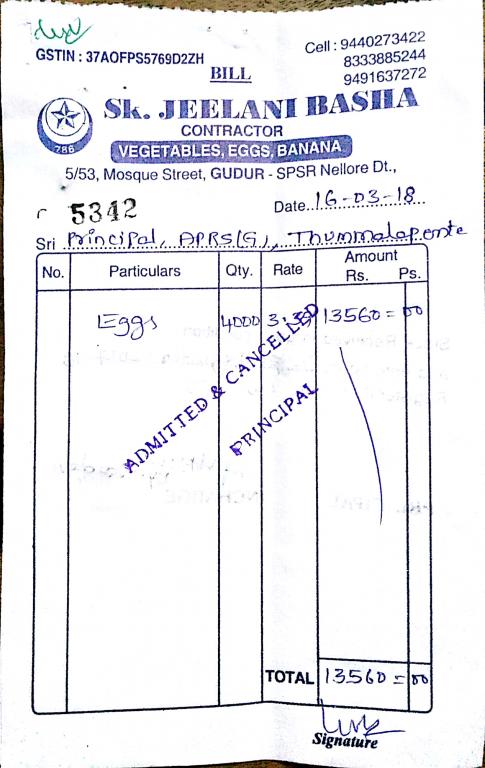 GSTIN : 37AOFPS5769D2ZH
Cell : 9440273422
8333885244
9491637272
BILL
Sk. JEELANI BASHA
786
CONTRACTOR
VEGETABLES, EGGS, BANANA
5/53, Mosque Street, GUDUR - SPSR Nellore Dt.,
5342
Date 16-03-18
Sri Principal, APRS(G), Thummalaponte
No. Particulars Qty. Rate Amount
Rs. Ps.
Eggs 4000 3.39 13560 = 00
ADMITTED & CANCELLED
PRINCIPAL
TOTAL 13560 = 00
Signature